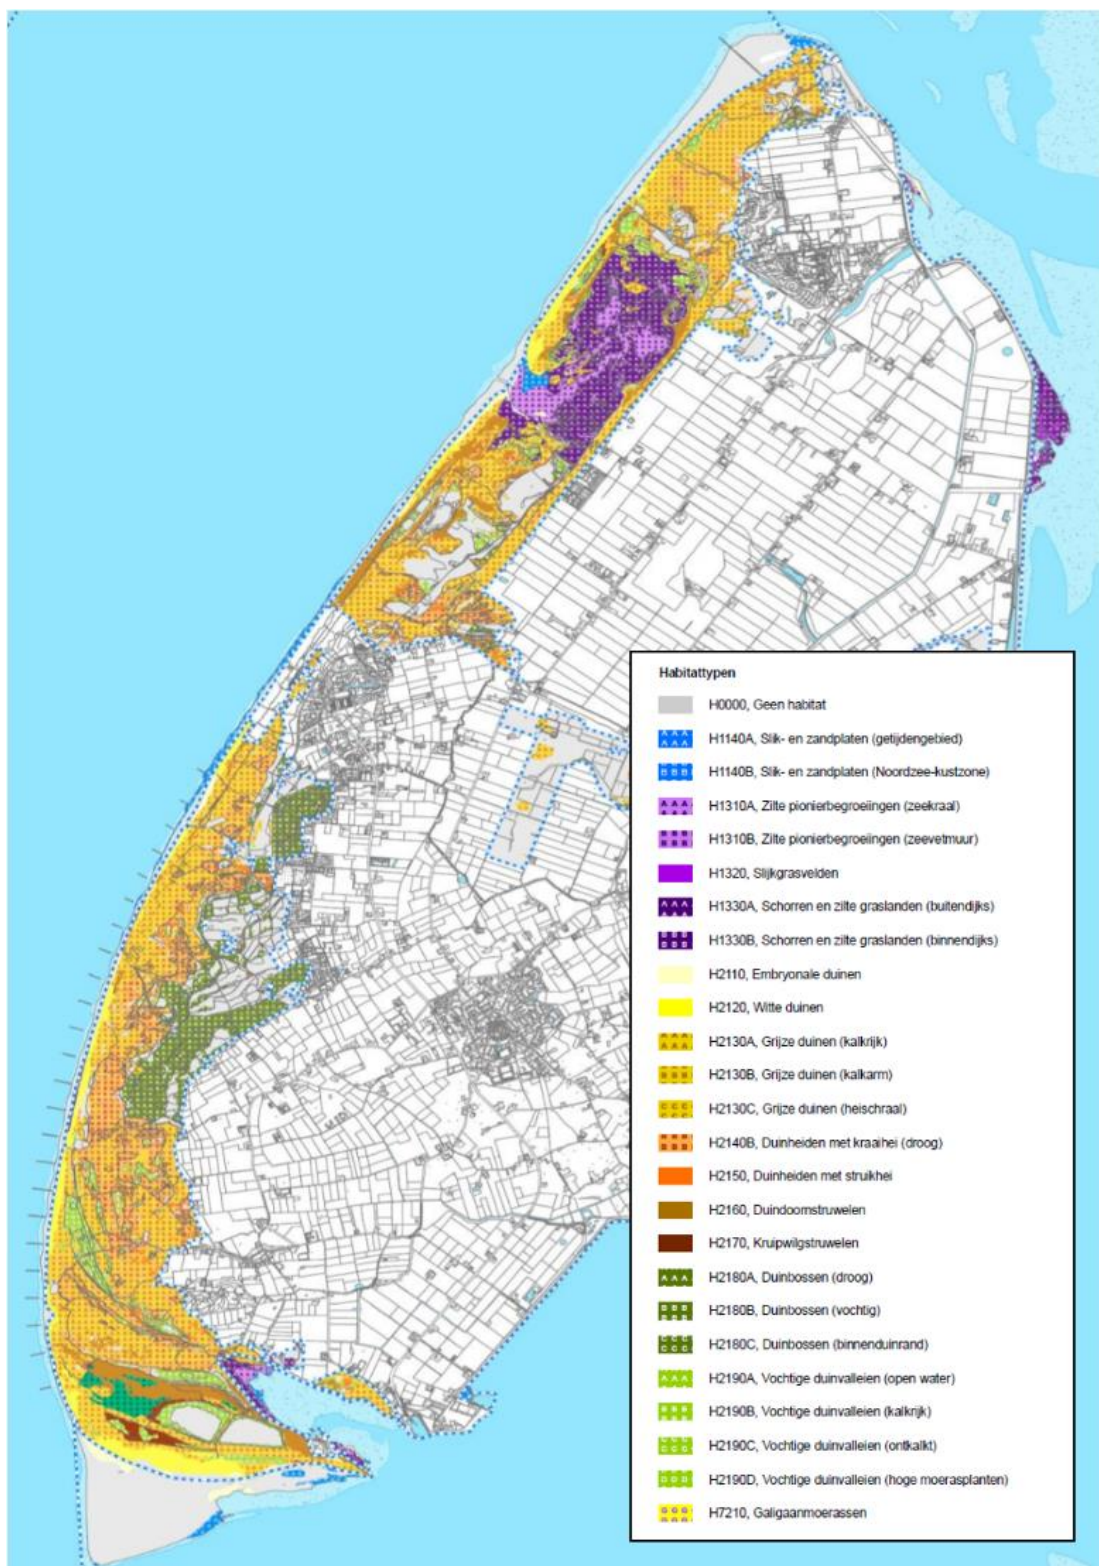 Habitattypen
H0000, Geen habitat
H1140A, Slik- en zandplaten (getijdengebied)
H1140B, Slik- en zandplaten (Noordzee-kustzone)
H1310A, Zilte pionierbegroeiingen (zeekraal)
H1310B, Zilte pionierbegroeiingen (zeevetmuur)
H1320, Slijkgrasvelden
H1330A, Schorren en zilte graslanden (buitendijks)
H1330B, Schorren en zilte graslanden (binnendijks)
H2110, Embryonale duinen
H2120, Witte duinen
H2130A, Grijze duinen (kalkrijk)
H2130B, Grijze duinen (kalkarm)
H2130C, Grijze duinen (heischraal)
H2140B, Duinheiden met kraaihei (droog)
H2150, Duinheiden met struikhei
H2160, Duindoornstruwelen
H2170, Kruipwilgstruwelen
H2180A, Duinbossen (droog)
H2180B, Duinbossen (vochtig)
H2180C, Duinbossen (binnenduinrand)
H2190A, Vochtige duinvalleien (open water)
H2190B, Vochtige duinvalleien (kalkrijk)
H2190C, Vochtige duinvalleien (ontkalkt)
H2190D, Vochtige duinvalleien (hoge moerasplanten)
H7210, Galigaanmoerassen